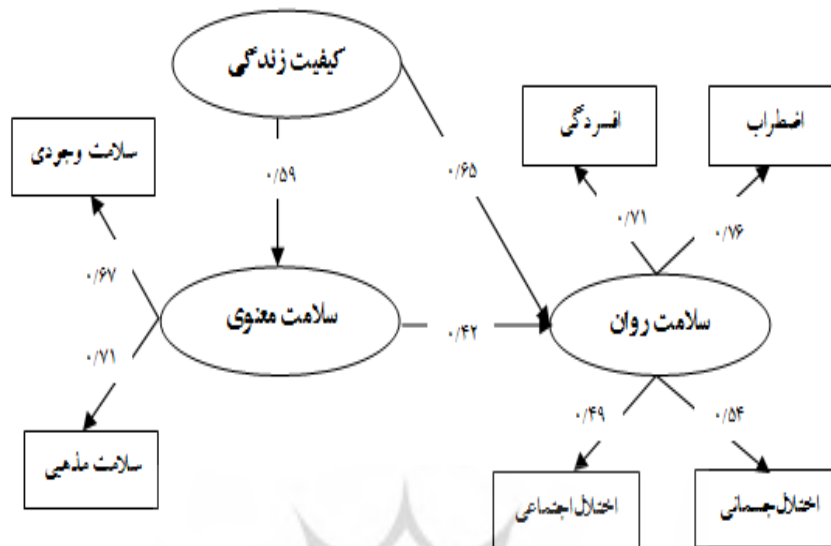 کیفیت زندگی
افسردگی
اضطراب
سلامت وجودی
۰/۵۹
۰/۶۵
۰/۷۱
۰/۷۶
۰/۶۷
سلامت معنوی
۰/۴۲
سلامت روان
۰/۷۱
۰/۴۹
۰/۵۴
سلامت مذهبی
اختلال اجتماعی
اختلال جسمانی